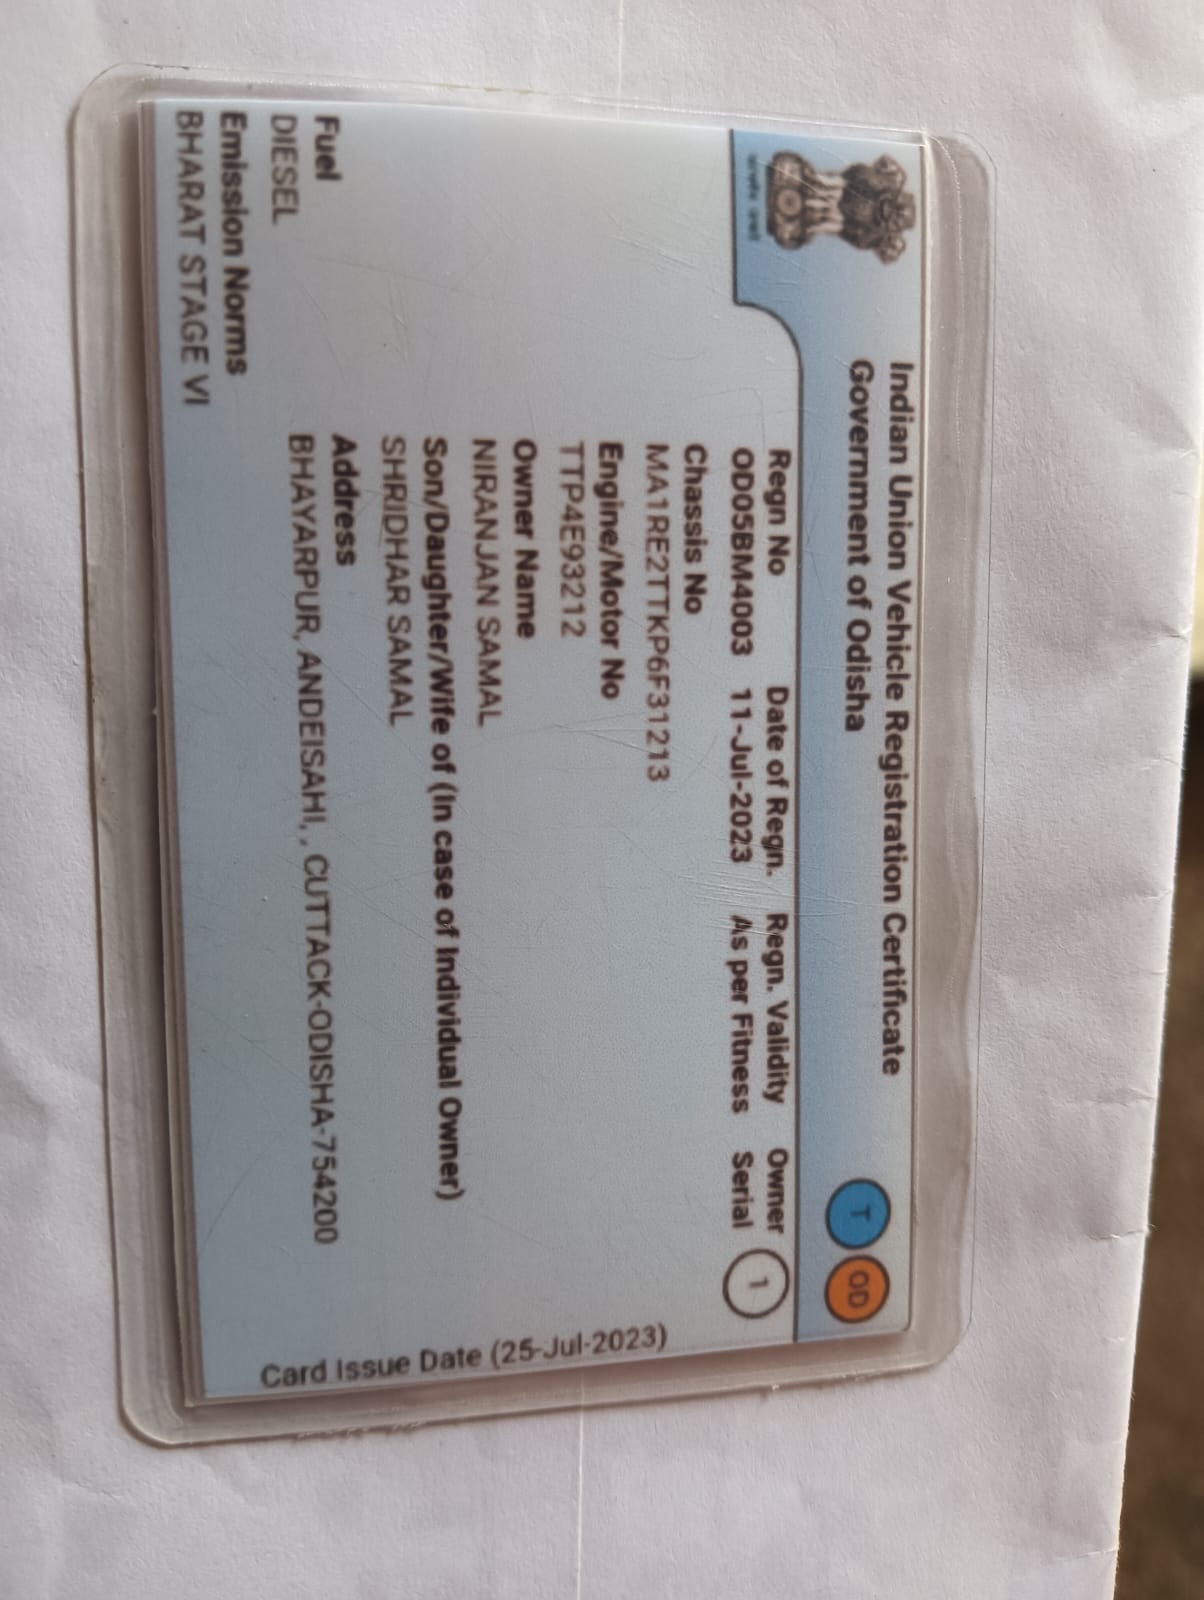 Indian Union Vehicle Registration Certificate
Government of Odisha
T OD
Regn No Date of Regn. Regn. Validity Owner Serial
OD05BM4003 11-Jul-2023 As per Fitness 1
Chassis No
MA1RE2TTKP6F31213
Engine/Motor No
TTP4E93212
Owner Name
NIRANJAN SAMAL
Son/Daughter/Wife of (In case of Individual Owner)
SHRIDHAR SAMAL
Fuel
DIESEL
Address
BHAYARPUR, ANDEISAHI, , CUTTACK-ODISHA-754200
Emission Norms
BHARAT STAGE VI
Card Issue Date (25-Jul-2023)